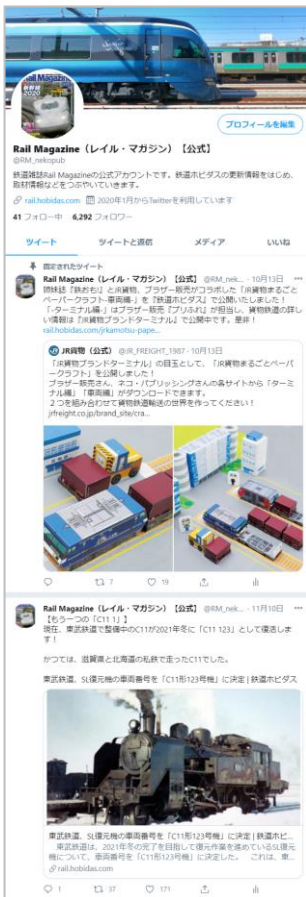 Rail Magazine
新幹線
2020
プロフィールを編集
Rail Magazine（レイル・マガジン）【公式】
@RM_nekopub
鉄道雑誌Rail Magazineの公式アカウントです。鉄道ホビダスの更新情報をはじめ、
取材情報などをつぶやいていきます。
rail.hobidas.com 2020年1月からTwitterを利用しています
41 フォロー中 6,292 フォロワー
ツイート ツイートと返信 メディア いいね
固定されたツイート
Rail Magazine（レイル・マガジン）【公式】 @RM_nek... · 10月13日
姉妹誌『鉄おも』とJR貨物、ブラザー販売がコラボした「JR貨物まるごと
ペーパークラフト-車両編-」を『鉄道ホビダス』で公開いたしました！
「-ターミナル編-」はブラザー販売『プリふれ』が担当し、貨物鉄道の詳し
い情報は『JR貨物ブランドターミナル』で公開中です。是非！
rail.hobidas.com/jrkamotsu-pape...
JR貨物（公式） @JR_FREIGHT_1987 · 10月13日
「JR貨物ブランドターミナル」の目玉として、「JR貨物まるごとペーパ
ークラフト」を公開しました！
ブラザー販売さん、ネコ・パブリッシングさんの各サイトから「ターミ
ナル編」「車両編」がダウンロードできます。
２つを組み合わせて貨物鉄道輸送の世界を作ってください！
jrfreight.co.jp/brand_site/cra...
7 19
Rail Magazine（レイル・マガジン）【公式】 @RM_nek... · 11月10日
【もう一つの「C11 1」】
現在、東武鉄道で整備中のC11が2021年冬に「C11 123」として復活しま
す！
かつては、滋賀県と北海道の私鉄で走ったC11でした。
東武鉄道、SL復元機の車両番号を「C11形123号機」に決定 | 鉄道ホビダス
東武鉄道、SL復元機の車両番号を「C11形123号機」に決定 | 鉄道ホビ...
東武鉄道は、2021年冬の完了を目指して復元作業を進めているSL復元
機について、車両番号を「C11形123号機」に決定した。 これは、東...
rail.hobidas.com
1 37 171